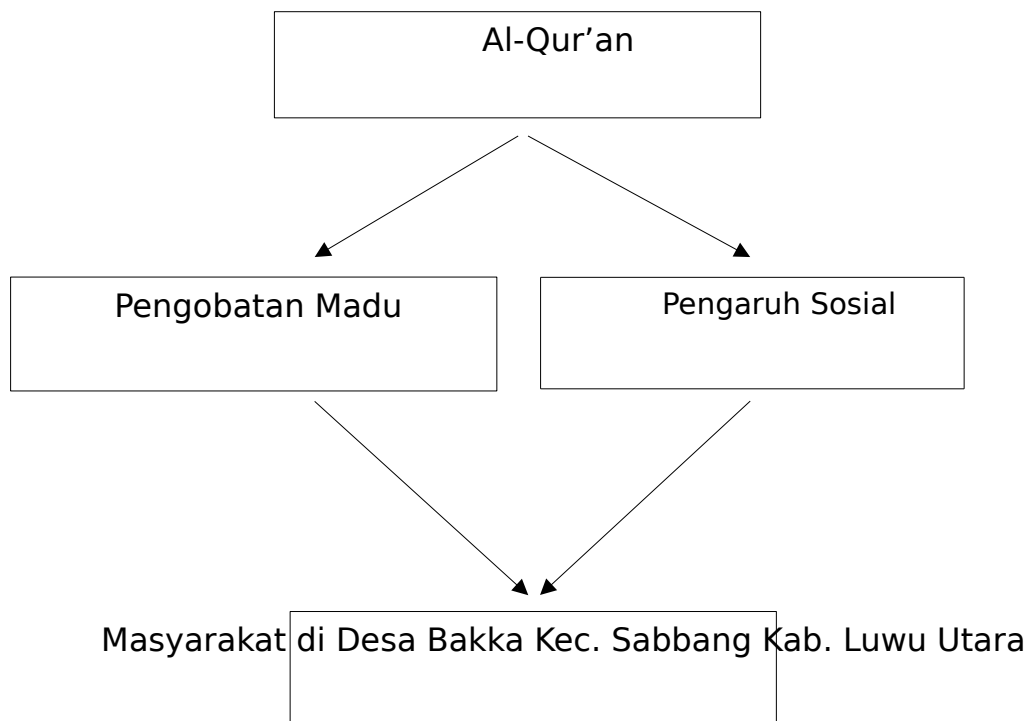 Al-Qur’an
Pengobatan Madu
Pengaruh Sosial
Masyarakat di Desa Bakka Kec. Sabbang Kab. Luwu Utara